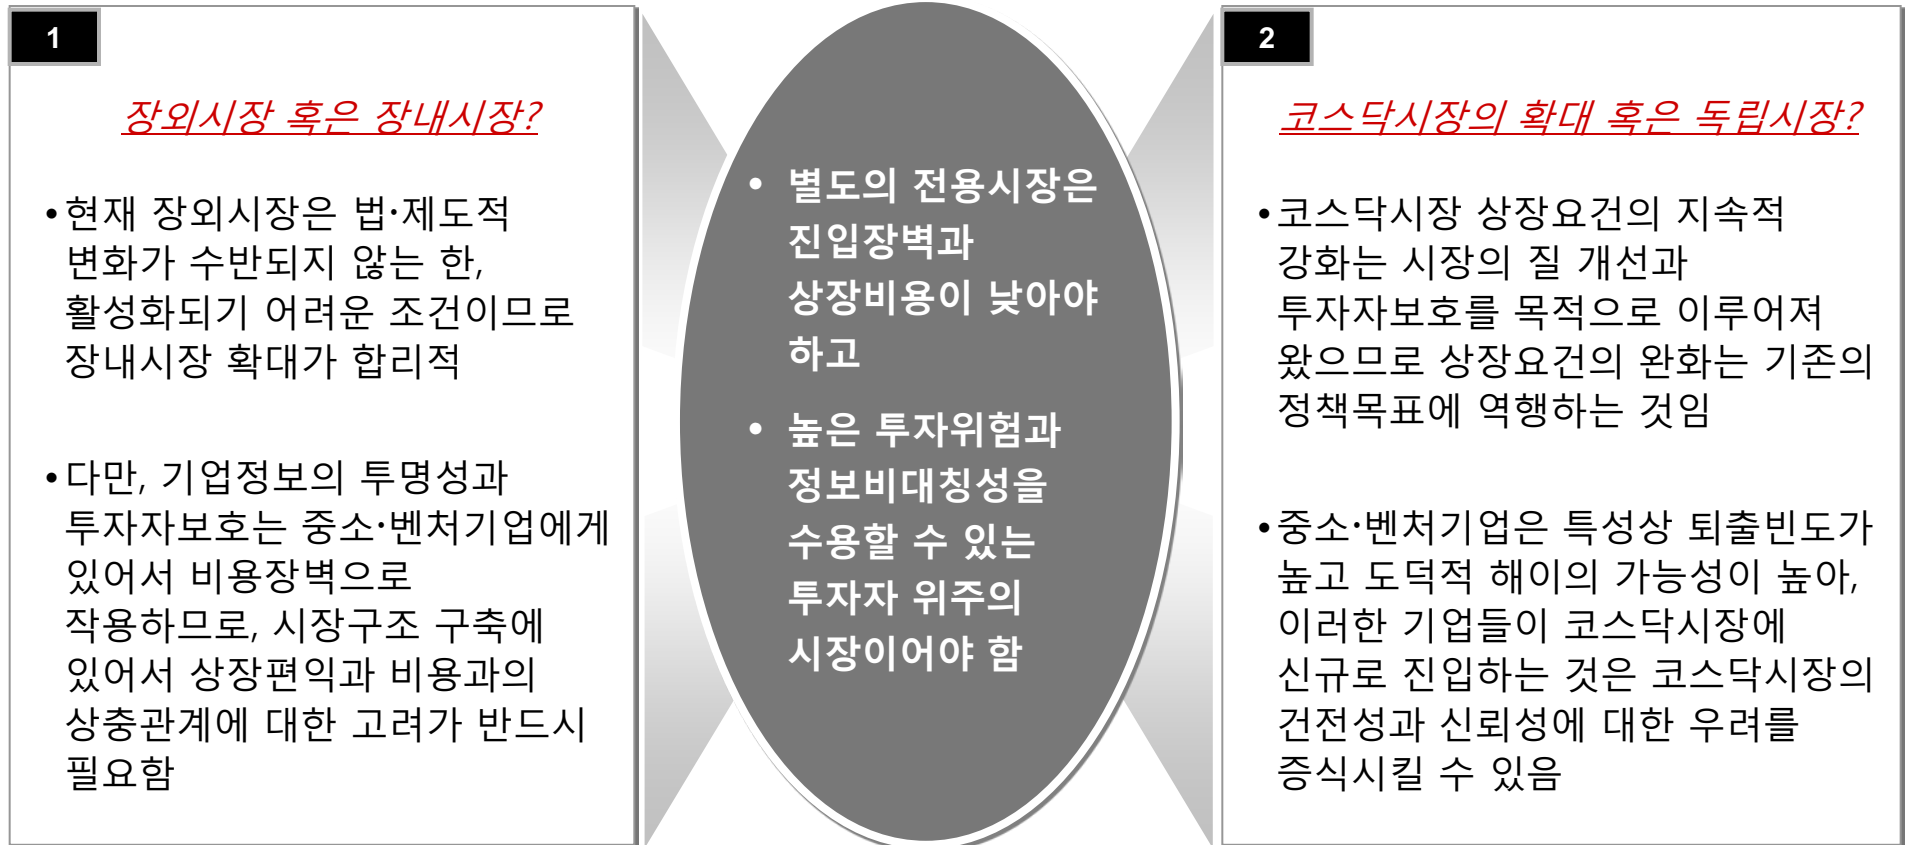 1
장외시장 혹은 장내시장?
•현재 장외시장은 법·제도적
변화가 수반되지 않는 한,
활성화되기 어려운 조건이므로
장내시장 확대가 합리적
•다만, 기업정보의 투명성과
투자자보호는 중소·벤처기업에게
있어서 비용장벽으로
작용하므로, 시장구조 구축에
있어서 상장편익과 비용과의
상충관계에 대한 고려가 반드시
필요함
• 별도의 전용시장은
진입장벽과
상장비용이 낮아야
하고
• 높은 투자위험과
정보비대칭성을
수용할 수 있는
투자자 위주의
시장이어야 함
2
코스닥시장의 확대 혹은 독립시장?
•코스닥시장 상장요건의 지속적
강화는 시장의 질 개선과
투자자보호를 목적으로 이루어져
왔으므로 상장요건의 완화는 기존의
정책목표에 역행하는 것임
•중소·벤처기업은 특성상 퇴출빈도가
높고 도덕적 해이의 가능성이 높아,
이러한 기업들이 코스닥시장에
신규로 진입하는 것은 코스닥시장의
건전성과 신뢰성에 대한 우려를
증식시킬 수 있음